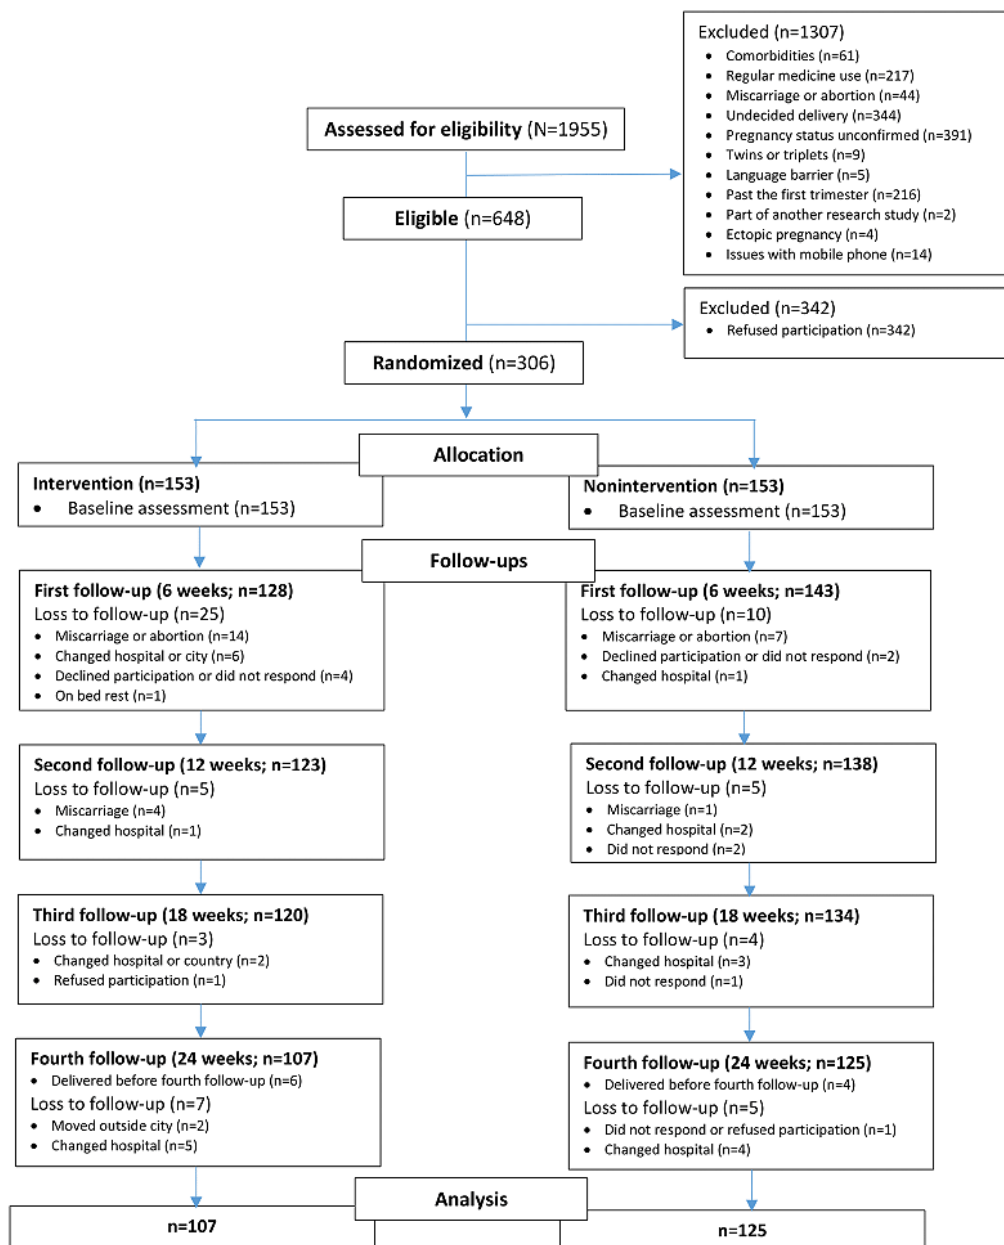 Assessed for eligibility (N=1955)
Excluded (n=1307)
• Comorbidities (n=61)
• Regular medicine use (n=217)
• Miscarriage or abortion (n=44)
• Undecided delivery (n=344)
• Pregnancy status unconfirmed (n=391)
• Twins or triplets (n=9)
• Language barrier (n=5)
• Past the first trimester (n=216)
• Part of another research study (n=2)
• Ectopic pregnancy (n=4)
• Issues with mobile phone (n=14)
Eligible (n=648)
Excluded (n=342)
• Refused participation (n=342)
Randomized (n=306)
Allocation
Intervention (n=153)
• Baseline assessment (n=153)
Nonintervention (n=153)
• Baseline assessment (n=153)
Follow-ups
First follow-up (6 weeks; n=128)
Loss to follow-up (n=25)
• Miscarriage or abortion (n=14)
• Changed hospital or city (n=6)
• Declined participation or did not respond (n=4)
• On bed rest (n=1)
First follow-up (6 weeks; n=143)
Loss to follow-up (n=10)
• Miscarriage or abortion (n=7)
• Declined participation or did not respond (n=2)
• Changed hospital (n=1)
Second follow-up (12 weeks; n=123)
Loss to follow-up (n=5)
• Miscarriage (n=4)
• Changed hospital (n=1)
Second follow-up (12 weeks; n=138)
Loss to follow-up (n=5)
• Miscarriage (n=1)
• Changed hospital (n=2)
• Did not respond (n=2)
Third follow-up (18 weeks; n=120)
Loss to follow-up (n=3)
• Changed hospital or country (n=2)
• Refused participation (n=1)
Third follow-up (18 weeks; n=134)
Loss to follow-up (n=4)
• Changed hospital (n=3)
• Did not respond (n=1)
Fourth follow-up (24 weeks; n=107)
• Delivered before fourth follow-up (n=6)
Loss to follow-up (n=7)
• Moved outside city (n=2)
• Changed hospital (n=5)
Fourth follow-up (24 weeks; n=125)
• Delivered before fourth follow-up (n=4)
Loss to follow-up (n=5)
• Did not respond or refused participation (n=1)
• Changed hospital (n=4)
Analysis
n=107
n=125